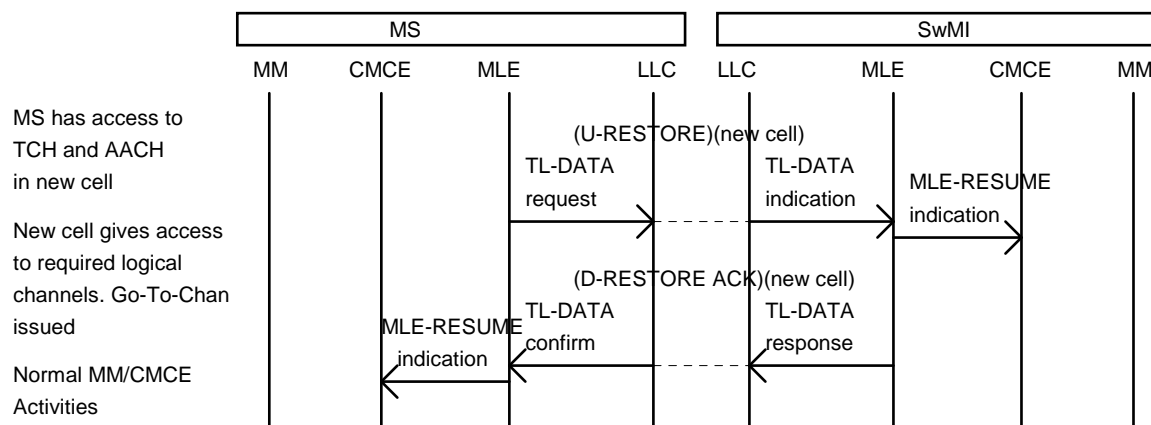 MS
SwMI
MM
CMCE
MLE
LLC
LLC
MLE
CMCE
MM
MS has access to
TCH and AACH
in new cell
(U-RESTORE)(new cell)
TL-DATA
request
TL-DATA
indication
MLE-RESUME
indication
New cell gives access
to required logical
channels. Go-To-Chan
issued
(D-RESTORE ACK)(new cell)
TL-DATA
confirm
TL-DATA
response
MLE-RESUME
indication
Normal MM/CMCE
Activities